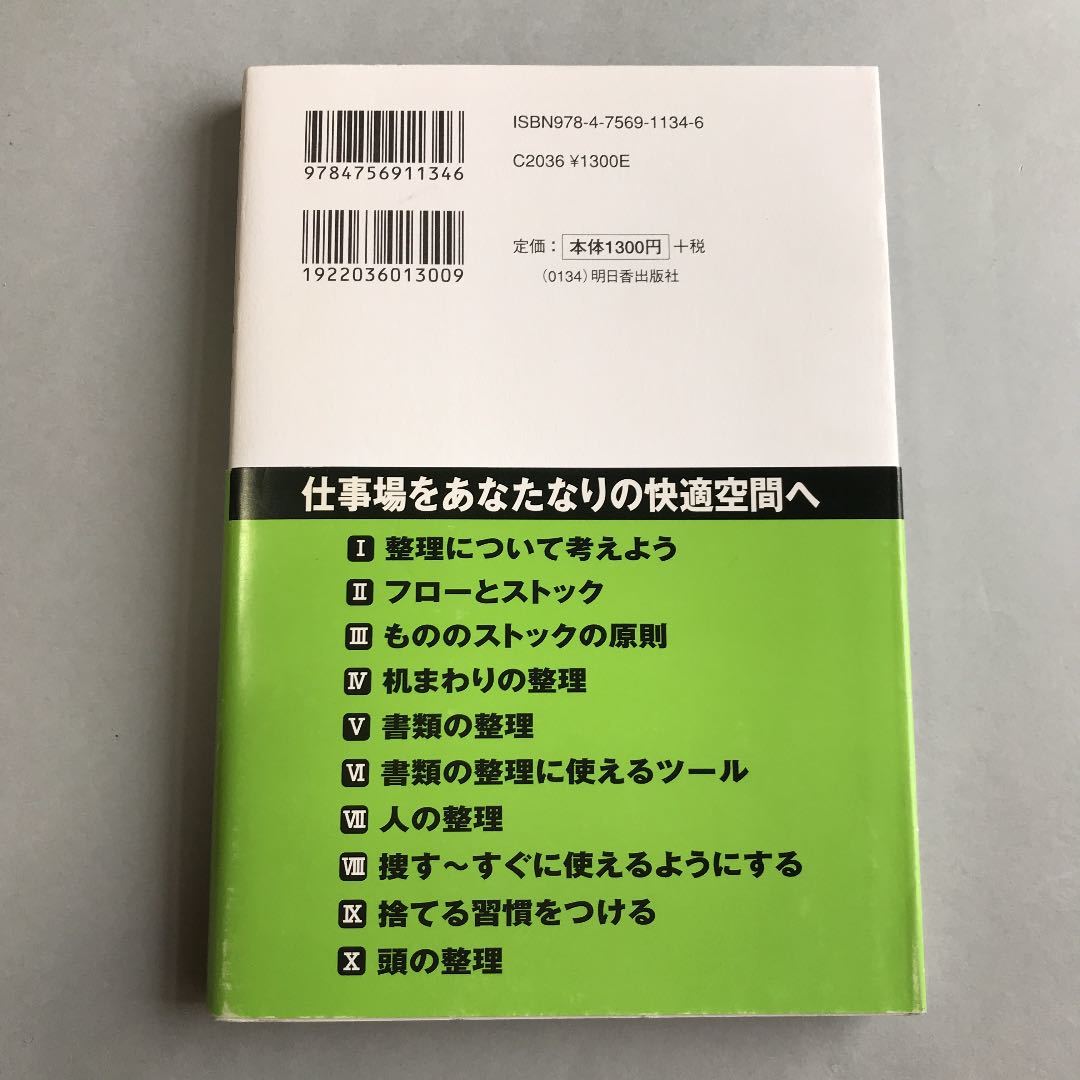 9784756911346
ISBN978-4-7569-1134-6
C2036 ¥1300E
1922036013009
定価：本体1300円＋税
(0134) 明日香出版社
仕事場をあなたなりの快適空間へ
Ⅰ 整理について考えよう
Ⅱ フローとストック
Ⅲ もののストックの原則
Ⅳ 机まわりの整理
Ⅴ 書類の整理
Ⅵ 書類の整理に使えるツール
Ⅶ 人の整理
Ⅷ 捜す～すぐに使えるようにする
Ⅸ 捨てる習慣をつける
Ⅹ 頭の整理